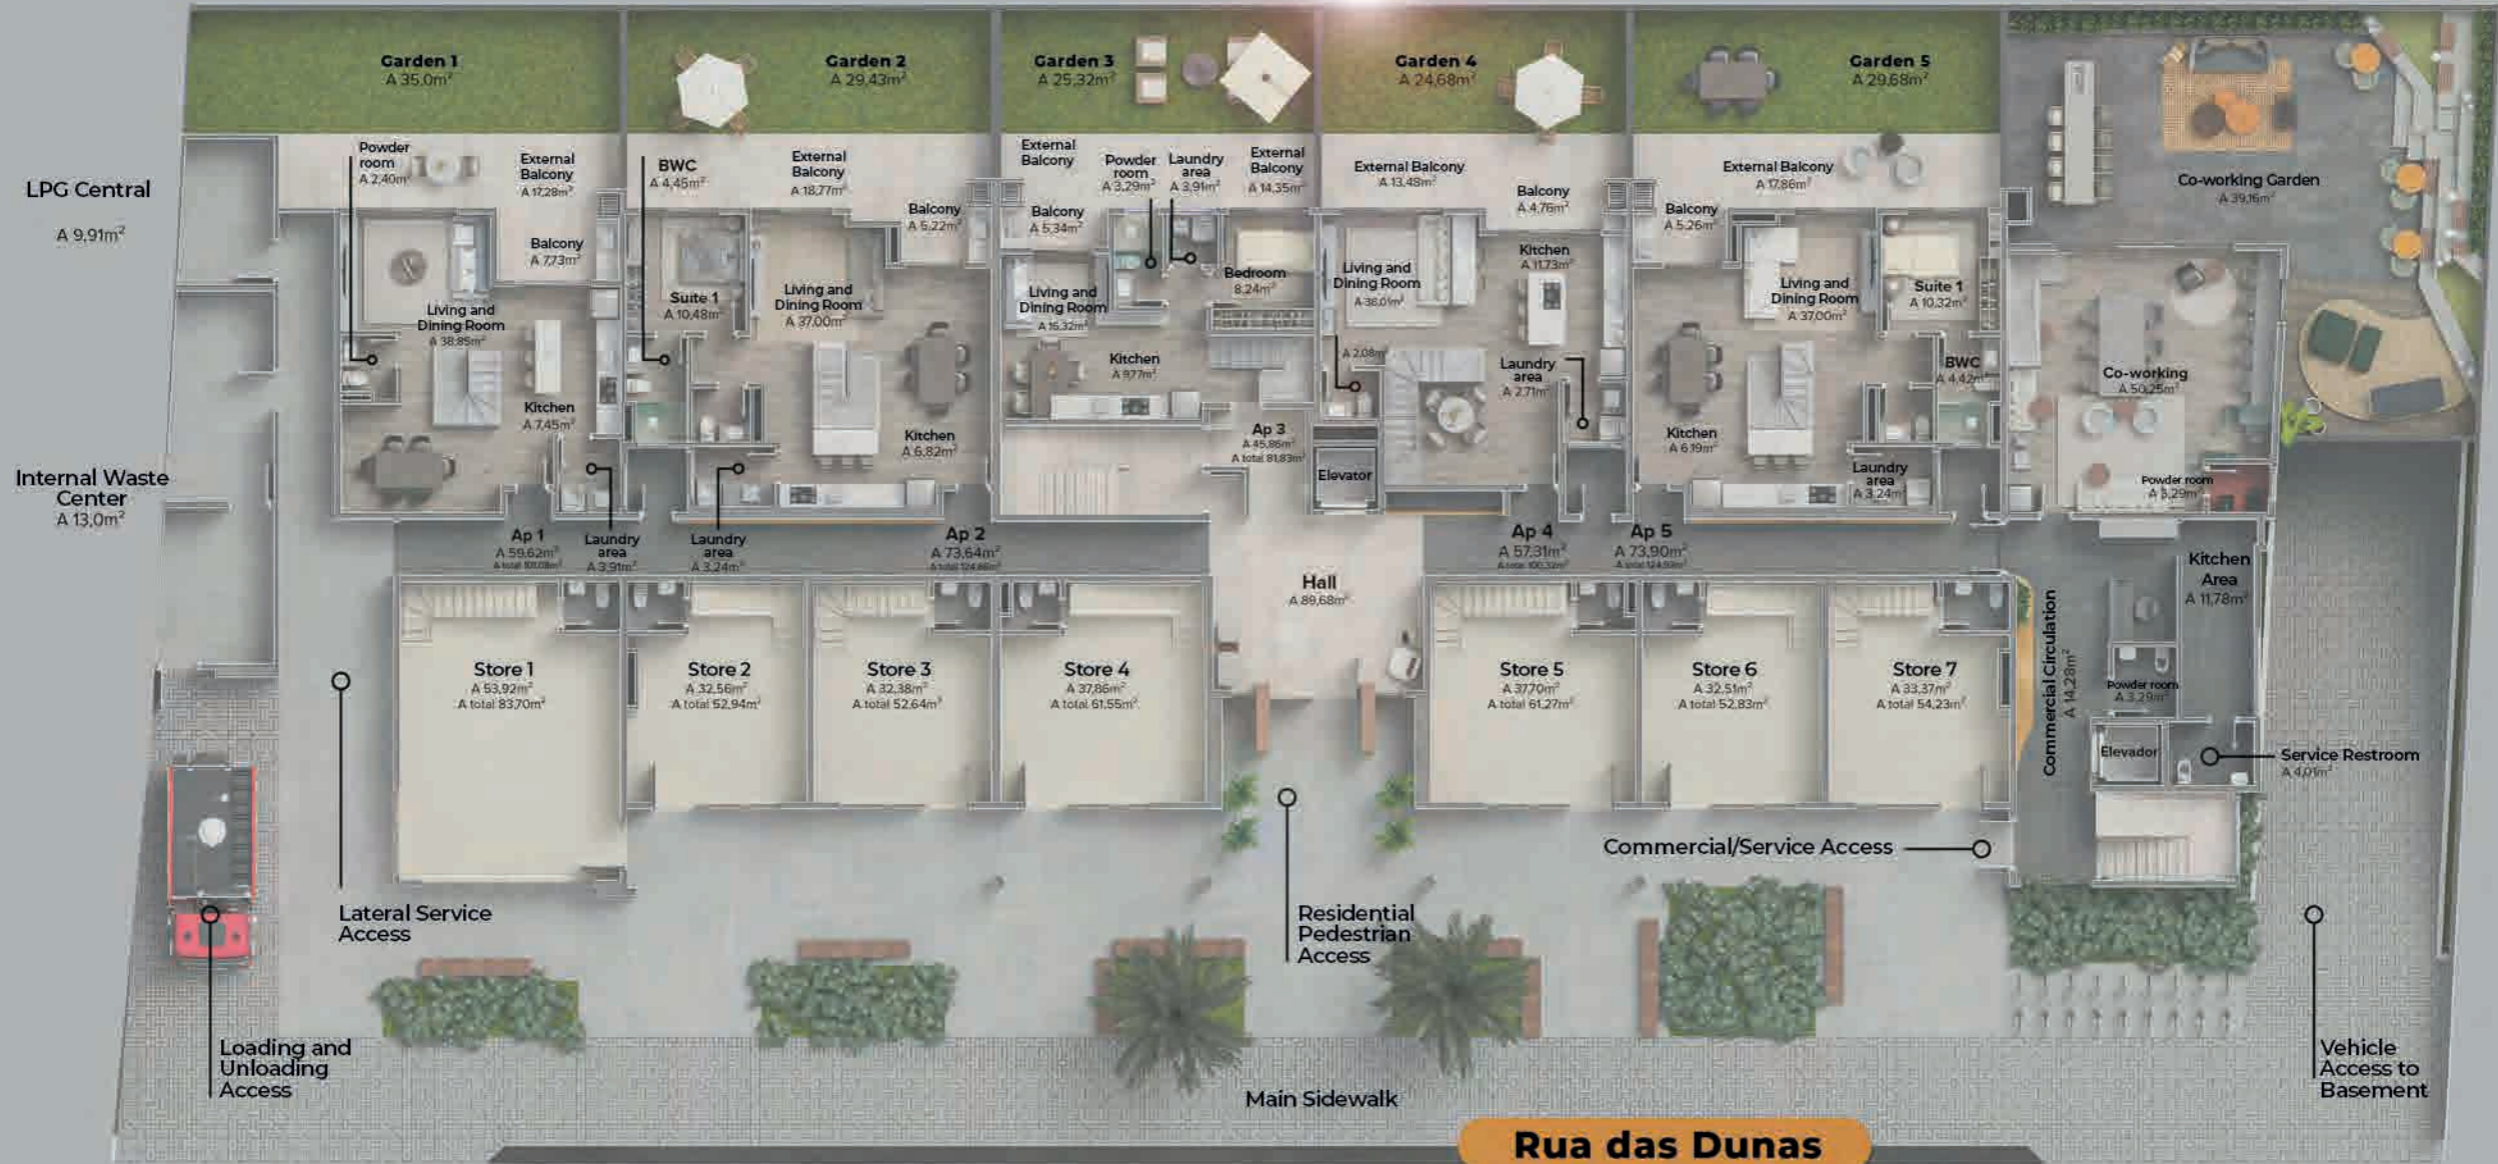 Garden 1
A 35.0m²
Garden 2
A 29,43m²
Garden 3
A 25,32m²
Garden 4
A 24,68m²
Garden 5
A 29,68m²
LPG Central
A 9,91m²
Internal Waste
Center
A 13,0m²
Powder
room
A 2,40m²
External
Balcony
A 17,28m²
Balcony
A 7,73m²
Living and
Dining Room
A 38,85m²
Kitchen
A 7,45m²
BWC
A 4,45m²
External
Balcony
A 18,77m²
Balcony
A 5,22m²
Suite 1
A 10,48m²
Living and
Dining Room
A 37,00m²
Kitchen
A 6,82m²
External
Balcony
Powder
room
A 3,29m²
Laundry
area
A 3,91m²
External
Balcony
A 14,35m²
Balcony
A 5,34m²
Bedroom
8,24m²
Living and
Dining Room
A 15,32m²
Kitchen
A 9,77m²
Ap 3
A 45,86m²
A total 81,83m²
External Balcony
A 13,48m²
Balcony
A 4,76m²
Living and
Dining Room
A 38,01m²
Kitchen
A 11,73m²
A 2,08m²
Laundry
area
A 2,71m²
Elevator
External Balcony
A 17,86m²
Balcony
A 5,26m²
Living and
Dining Room
A 37,00m²
Suite 1
A 10,32m²
BWC
A 4,42m²
Kitchen
A 6,19m²
Laundry
area
A 3,24m²
Co-working Garden
A 39,16m²
Co-working
A 50,25m²
Powder room
A 3,29m²
Ap 1
A 59,62m²
Laundry
area
A 3,91m²
Laundry
area
A 3,24m²
Ap 2
A 73,64m²
Ap 4
A 57,31m²
Ap 5
A 73,90m²
Hall
A 89,68m²
Kitchen
Area
A 11,78m²
Store 1
A 53,92m²
A total 83,70m²
Store 2
A 32,56m²
A total 52,94m²
Store 3
A 32,38m²
A total 52,64m²
Store 4
A 37,86m²
A total 61,55m²
Store 5
A 37,70m²
A total 61,27m²
Store 6
A 32,51m²
A total 52,83m²
Store 7
A 33,37m²
A total 54,23m²
Commercial Circulation
A 14,28m²
Powder room
A 3,29m²
Elevador
Service Restroom
A 4,01m²
Commercial/Service Access
Lateral Service
Access
Residential
Pedestrian
Access
Loading and
Unloading
Access
Vehicle
Access to
Basement
Main Sidewalk
Rua das Dunas